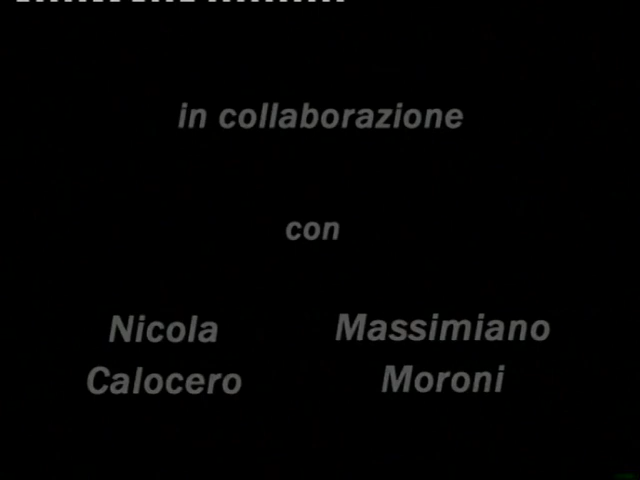 in collaborazione
con
Nicola
Calocero
Massimiano
Moroni